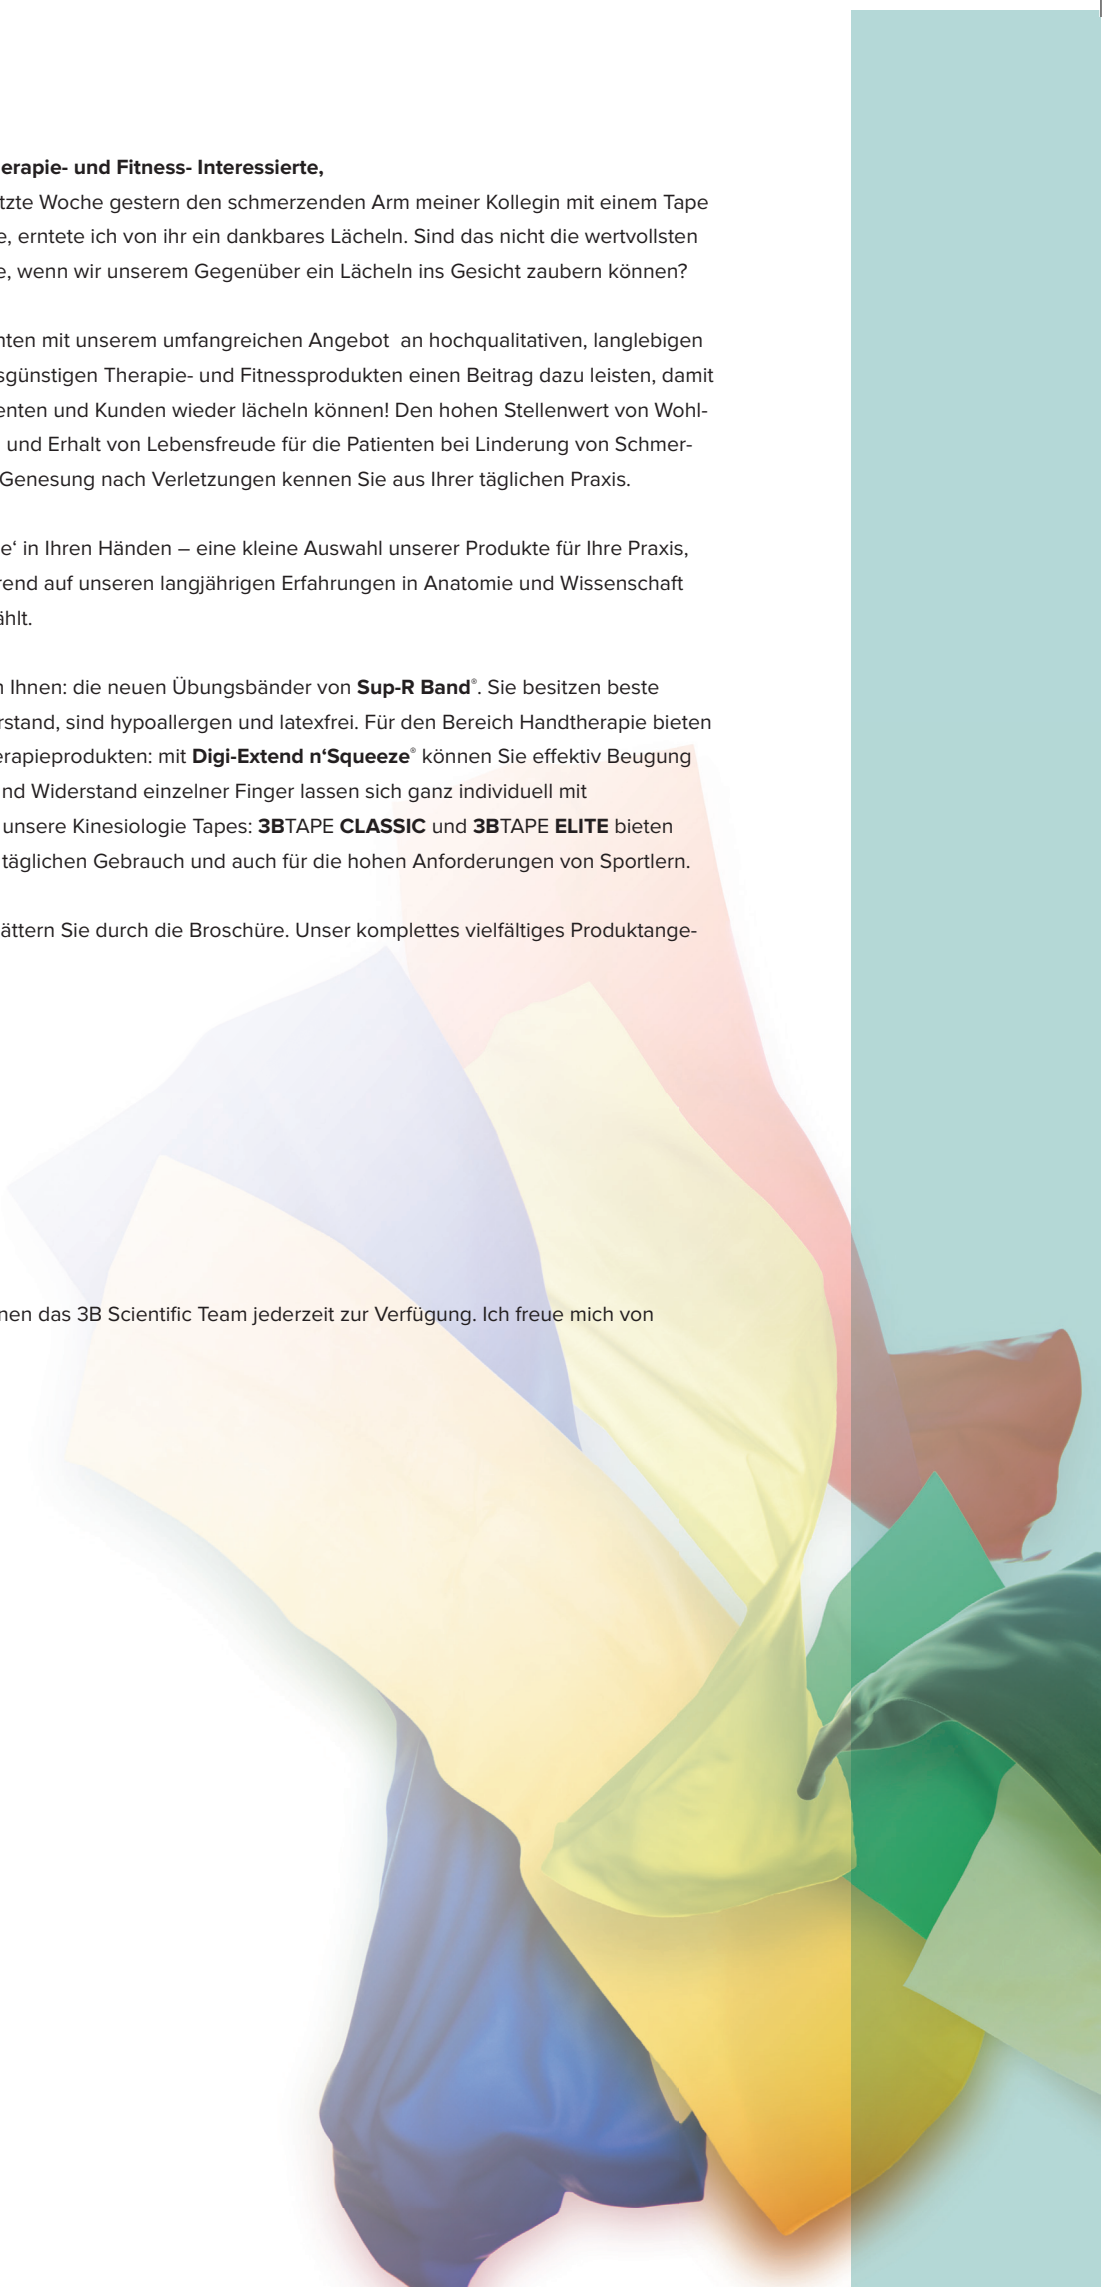 erapie- und Fitness- Interessierte,
tzte Woche gestern den schmerzenden Arm meiner Kollegin mit einem Tape
e, erntete ich von ihr ein dankbares Lächeln. Sind das nicht die wertvollsten
e, wenn wir unserem Gegenüber ein Lächeln ins Gesicht zaubern können?
nten mit unserem umfangreichen Angebot an hochqualitativen, langlebigen
sgünstigen Therapie- und Fitnessprodukten einen Beitrag dazu leisten, damit
enten und Kunden wieder lächeln können! Den hohen Stellenwert von Wohl-
und Erhalt von Lebensfreude für die Patienten bei Linderung von Schmer-
Genesung nach Verletzungen kennen Sie aus Ihrer täglichen Praxis.
e‘ in Ihren Händen – eine kleine Auswahl unserer Produkte für Ihre Praxis,
rend auf unseren langjährigen Erfahrungen in Anatomie und Wissenschaft
ählt.
n Ihnen: die neuen Übungsbänder von Sup-R Band®. Sie besitzen beste
rstand, sind hypoallergen und latexfrei. Für den Bereich Handtherapie bieten
erapieprodukten: mit Digi-Extend n‘Squeeze® können Sie effektiv Beugung
nd Widerstand einzelner Finger lassen sich ganz individuell mit
unsere Kinesiologie Tapes: 3BTAPE CLASSIC und 3BTAPE ELITE bieten
täglichen Gebrauch und auch für die hohen Anforderungen von Sportlern.
ättern Sie durch die Broschüre. Unser komplettes vielfältiges Produktange-
nen das 3B Scientific Team jederzeit zur Verfügung. Ich freue mich von